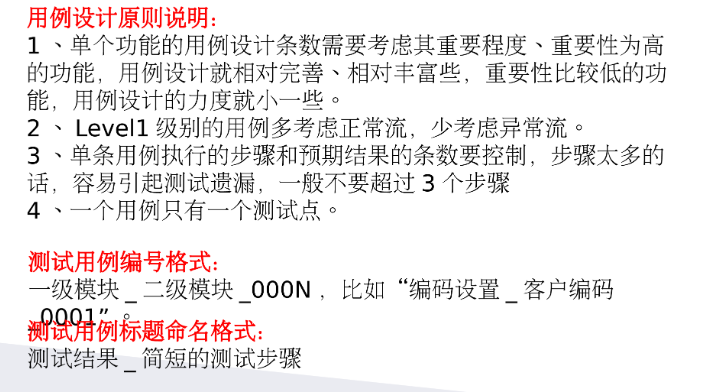 用例设计原则说明：
1 、单个功能的用例设计条数需要考虑其重要程度、重要性为高
的功能，用例设计就相对完善、相对丰富些，重要性比较低的功
能，用例设计的力度就小一些。
2 、 Level1 级别的用例多考虑正常流，少考虑异常流。
3 、单条用例执行的步骤和预期结果的条数要控制，步骤太多的
话，容易引起测试遗漏，一般不要超过 3 个步骤
4 、一个用例只有一个测试点。
测试用例编号格式：
一级模块 _ 二级模块 _000N ，比如“编码设置 _ 客户编码
_0001”。
测试用例标题命名格式：
测试结果 _ 简短的测试步骤